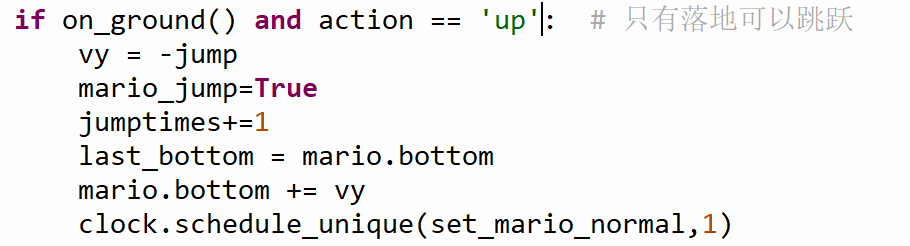 if on_ground() and action == 'up':  # 只有落地可以跳跃
    vy = -jump
    mario_jump=True
    jumptimes+=1
    last_bottom = mario.bottom
    mario.bottom += vy
    clock.schedule_unique(set_mario_normal,1)